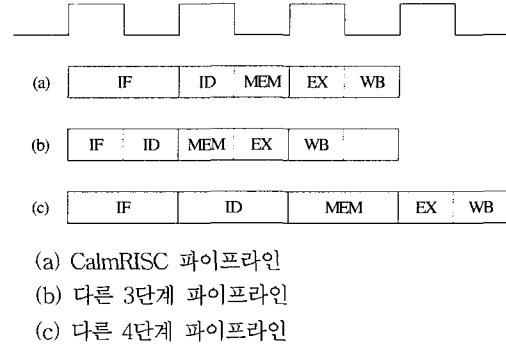 (a) IF ID MEM EX WB
(b) IF ID MEM EX WB
(c) IF ID MEM EX WB
(a) CalmRISC 파이프라인
(b) 다른 3단계 파이프라인
(c) 다른 4단계 파이프라인